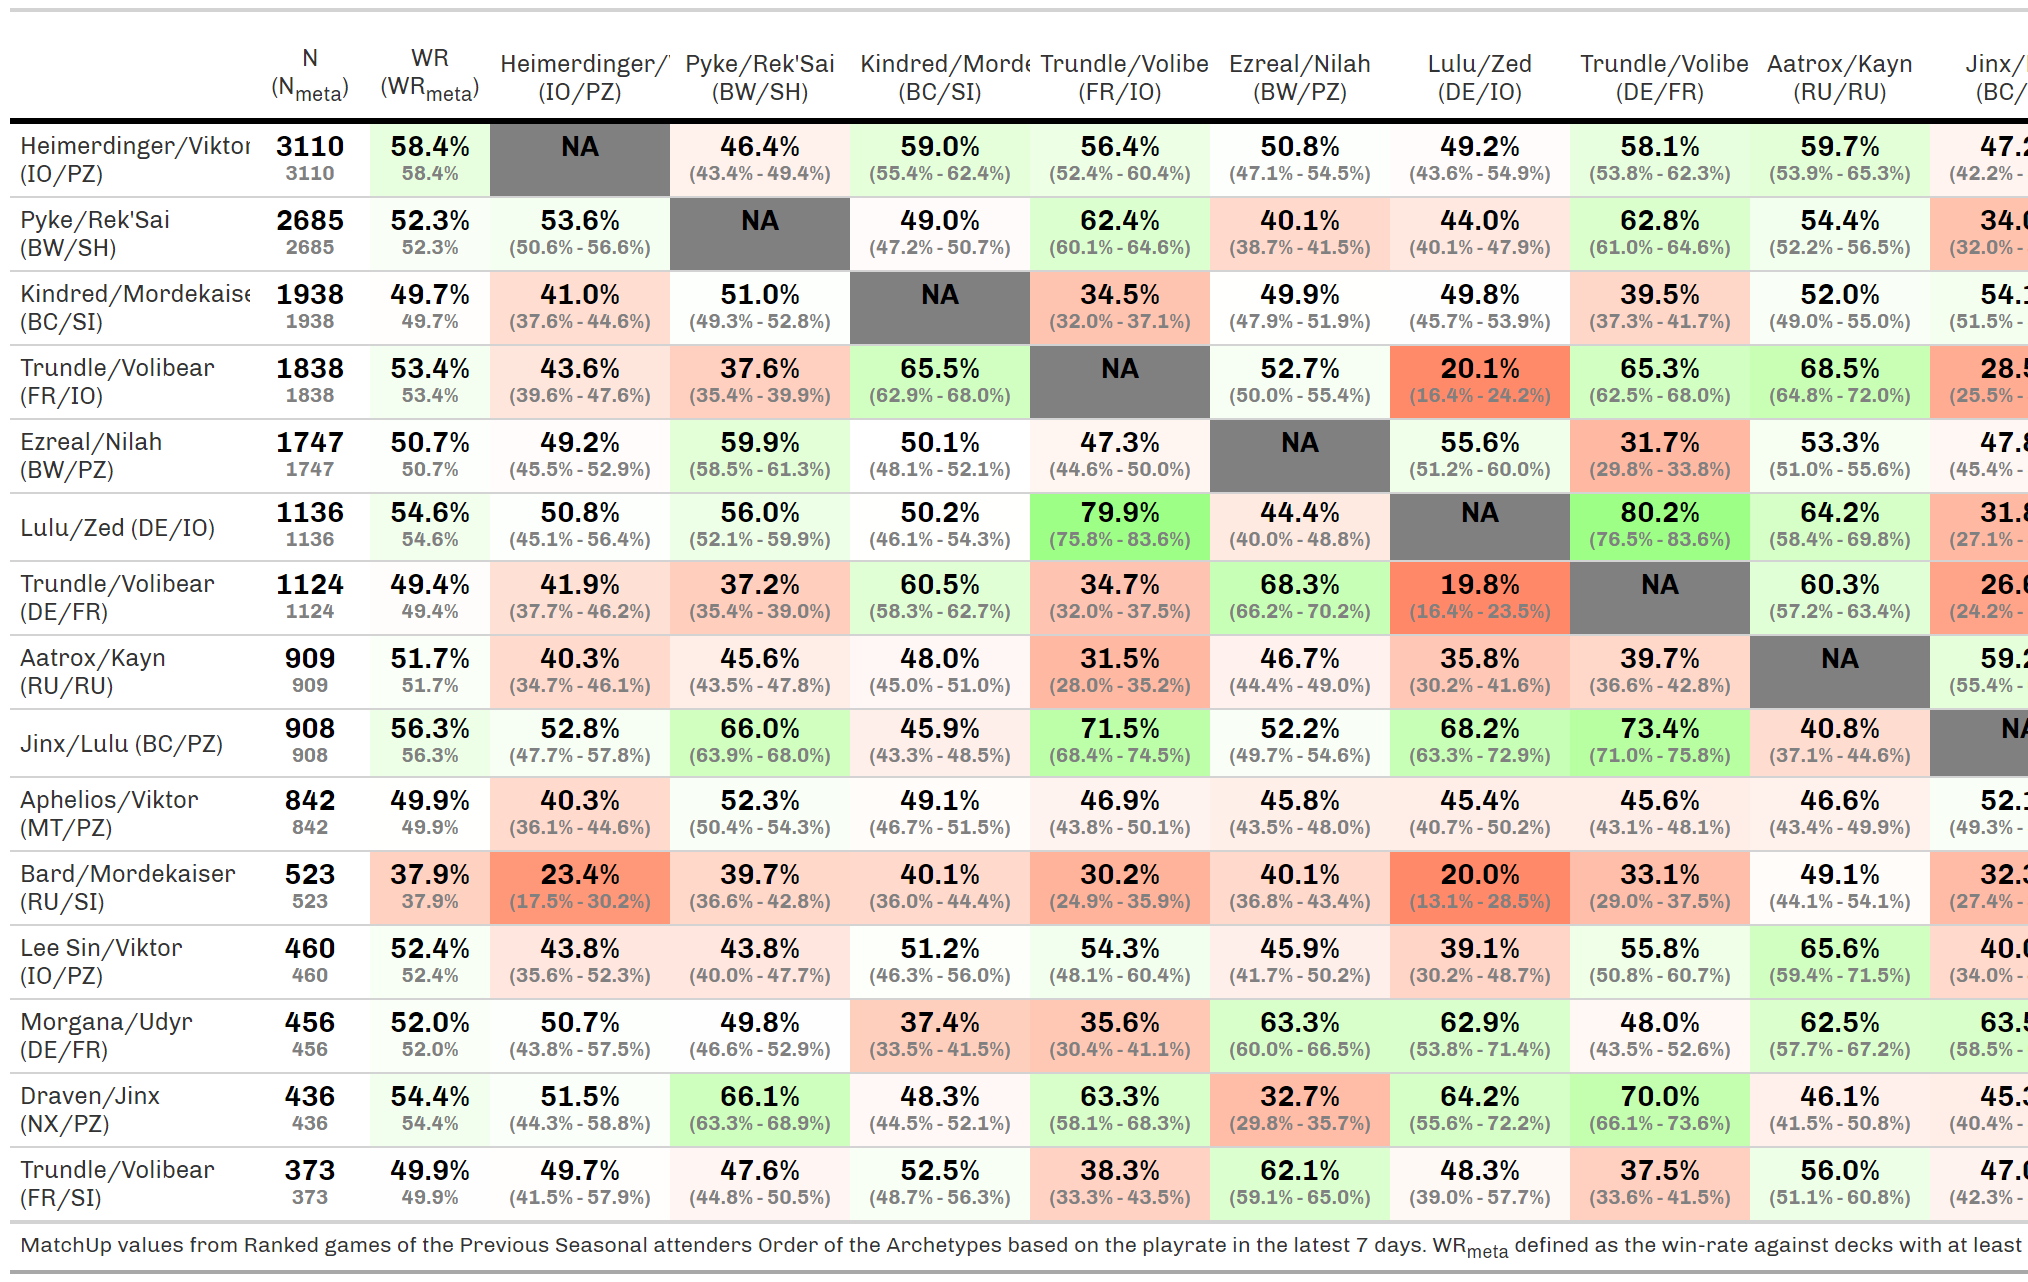 N WR Heimerdinger/ Pyke/Rek'Sai Kindred/Morde Trundle/Volibe Ezreal/Nilah Lulu/Zed Trundle/Volibe Aatrox/Kayn Jinx/
(Nmeta) (WRmeta) (IO/PZ) (BW/SH) (BC/SI) (FR/IO) (BW/PZ) (DE/IO) (DE/FR) (RU/RU) (BC/
Heimerdinger/Viktor 3110 58.4% NA 46.4% 59.0% 56.4% 50.8% 49.2% 58.1% 59.7% 47.2
(IO/PZ) 3110 58.4% (43.4% - 49.4%) (55.4% - 62.4%) (52.4% - 60.4%) (47.1% - 54.5%) (43.6% - 54.9%) (53.8% - 62.3%) (53.9% - 65.3%) (42.2% -
Pyke/Rek'Sai 2685 52.3% 53.6% NA 49.0% 62.4% 40.1% 44.0% 62.8% 54.4% 34.0
(BW/SH) 2685 52.3% (50.6% - 56.6%) (47.2% - 50.7%) (60.1% - 64.6%) (38.7% - 41.5%) (40.1% - 47.9%) (61.0% - 64.6%) (52.2% - 56.5%) (32.0% -
Kindred/Mordekaise 1938 49.7% 41.0% 51.0% NA 34.5% 49.9% 49.8% 39.5% 52.0% 54.1
(BC/SI) 1938 49.7% (37.6% - 44.6%) (49.3% - 52.8%) (32.0% - 37.1%) (47.9% - 51.9%) (45.7% - 53.9%) (37.3% - 41.7%) (49.0% - 55.0%) (51.5% -
Trundle/Volibear 1838 53.4% 43.6% 37.6% 65.5% NA 52.7% 20.1% 65.3% 68.5% 28.5
(FR/IO) 1838 53.4% (39.6% - 47.6%) (35.4% - 39.9%) (62.9% - 68.0%) (50.0% - 55.4%) (16.4% - 24.2%) (62.5% - 68.0%) (64.8% - 72.0%) (25.5% -
Ezreal/Nilah 1747 50.7% 49.2% 59.9% 50.1% 47.3% NA 55.6% 31.7% 53.3% 47.8
(BW/PZ) 1747 50.7% (45.5% - 52.9%) (58.5% - 61.3%) (48.1% - 52.1%) (44.6% - 50.0%) (51.2% - 60.0%) (29.8% - 33.8%) (51.0% - 55.6%) (45.4% -
Lulu/Zed (DE/IO) 1136 54.6% 50.8% 56.0% 50.2% 79.9% 44.4% NA 80.2% 64.2% 31.8
1136 54.6% (45.1% - 56.4%) (52.1% - 59.9%) (46.1% - 54.3%) (75.8% - 83.6%) (40.0% - 48.8%) (76.5% - 83.6%) (58.4% - 69.8%) (27.1% -
Trundle/Volibear 1124 49.4% 41.9% 37.2% 60.5% 34.7% 68.3% 19.8% NA 60.3% 26.6
(DE/FR) 1124 49.4% (37.7% - 46.2%) (35.4% - 39.0%) (58.3% - 62.7%) (32.0% - 37.5%) (66.2% - 70.2%) (16.4% - 23.5%) (57.2% - 63.4%) (24.2% -
Aatrox/Kayn 909 51.7% 40.3% 45.6% 48.0% 31.5% 46.7% 35.8% 39.7% NA 59.2
(RU/RU) 909 51.7% (34.7% - 46.1%) (43.5% - 47.8%) (45.0% - 51.0%) (28.0% - 35.2%) (44.4% - 49.0%) (30.2% - 41.6%) (36.6% - 42.8%) (55.4% -
Jinx/Lulu (BC/PZ) 908 56.3% 52.8% 66.0% 45.9% 71.5% 52.2% 68.2% 73.4% 40.8% NA
908 56.3% (47.7% - 57.8%) (63.9% - 68.0%) (43.3% - 48.5%) (68.4% - 74.5%) (49.7% - 54.6%) (63.3% - 72.9%) (71.0% - 75.8%) (37.1% - 44.6%)
Aphelios/Viktor 842 49.9% 40.3% 52.3% 49.1% 46.9% 45.8% 45.4% 45.6% 46.6% 52.1
(MT/PZ) 842 49.9% (36.1% - 44.6%) (50.4% - 54.3%) (46.7% - 51.5%) (43.8% - 50.1%) (43.5% - 48.0%) (40.7% - 50.2%) (43.1% - 48.1%) (43.4% - 49.9%) (49.3% -
Bard/Mordekaiser 523 37.9% 23.4% 39.7% 40.1% 30.2% 40.1% 20.0% 33.1% 49.1% 32.3
(RU/SI) 523 37.9% (17.5% - 30.2%) (36.6% - 42.8%) (36.0% - 44.4%) (24.9% - 35.9%) (36.8% - 43.4%) (13.1% - 28.5%) (29.0% - 37.5%) (44.1% - 54.1%) (27.4% -
Lee Sin/Viktor 460 52.4% 43.8% 43.8% 51.2% 54.3% 45.9% 39.1% 55.8% 65.6% 40.0
(IO/PZ) 460 52.4% (35.6% - 52.3%) (40.0% - 47.7%) (46.3% - 56.0%) (48.1% - 60.4%) (41.7% - 50.2%) (30.2% - 48.7%) (50.8% - 60.7%) (59.4% - 71.5%) (34.0% -
Morgana/Udyr 456 52.0% 50.7% 49.8% 37.4% 35.6% 63.3% 62.9% 48.0% 62.5% 63.5
(DE/FR) 456 52.0% (43.8% - 57.5%) (46.6% - 52.9%) (33.5% - 41.5%) (30.4% - 41.1%) (60.0% - 66.5%) (53.8% - 71.4%) (43.5% - 52.6%) (57.7% - 67.2%) (58.5% -
Draven/Jinx 436 54.4% 51.5% 66.1% 48.3% 63.3% 32.7% 64.2% 70.0% 46.1% 45.3
(NX/PZ) 436 54.4% (44.3% - 58.8%) (63.3% - 68.9%) (44.5% - 52.1%) (58.1% - 68.3%) (29.8% - 35.7%) (55.6% - 72.2%) (66.1% - 73.6%) (41.5% - 50.8%) (40.4% -
Trundle/Volibear 373 49.9% 49.7% 47.6% 52.5% 38.3% 62.1% 48.3% 37.5% 56.0% 47.0
(FR/SI) 373 49.9% (41.5% - 57.9%) (44.8% - 50.5%) (48.7% - 56.3%) (33.3% - 43.5%) (59.1% - 65.0%) (39.0% - 57.7%) (33.6% - 41.5%) (51.1% - 60.8%) (42.3% -
MatchUp values from Ranked games of the Previous Seasonal attenders Order of the Archetypes based on the playrate in the latest 7 days. WRmeta defined as the win-rate against decks with at least